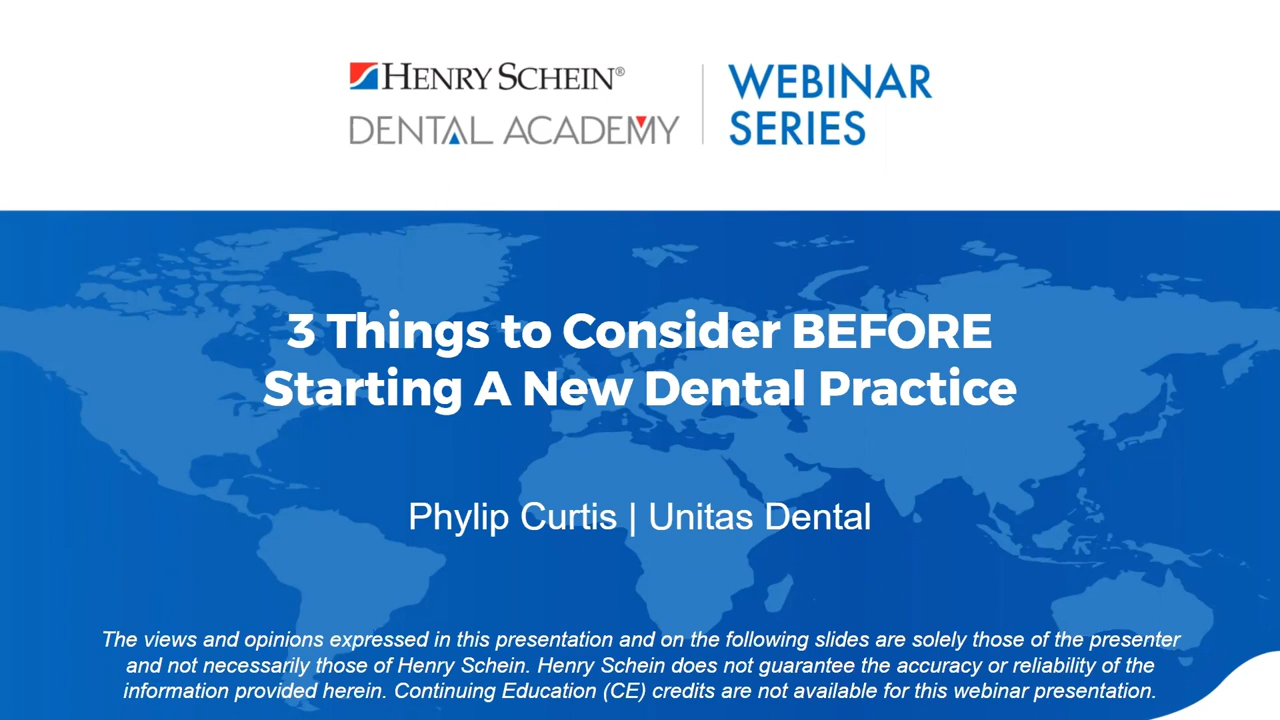 HENRY SCHEIN®
DENTAL ACADEMY
WEBINAR
SERIES
3 Things to Consider BEFORE
Starting A New Dental Practice
Phylip Curtis | Unitas Dental
The views and opinions expressed in this presentation and on the following slides are solely those of the presenter
and not necessarily those of Henry Schein. Henry Schein does not guarantee the accuracy or reliability of the
information provided herein. Continuing Education (CE) credits are not available for this webinar presentation.